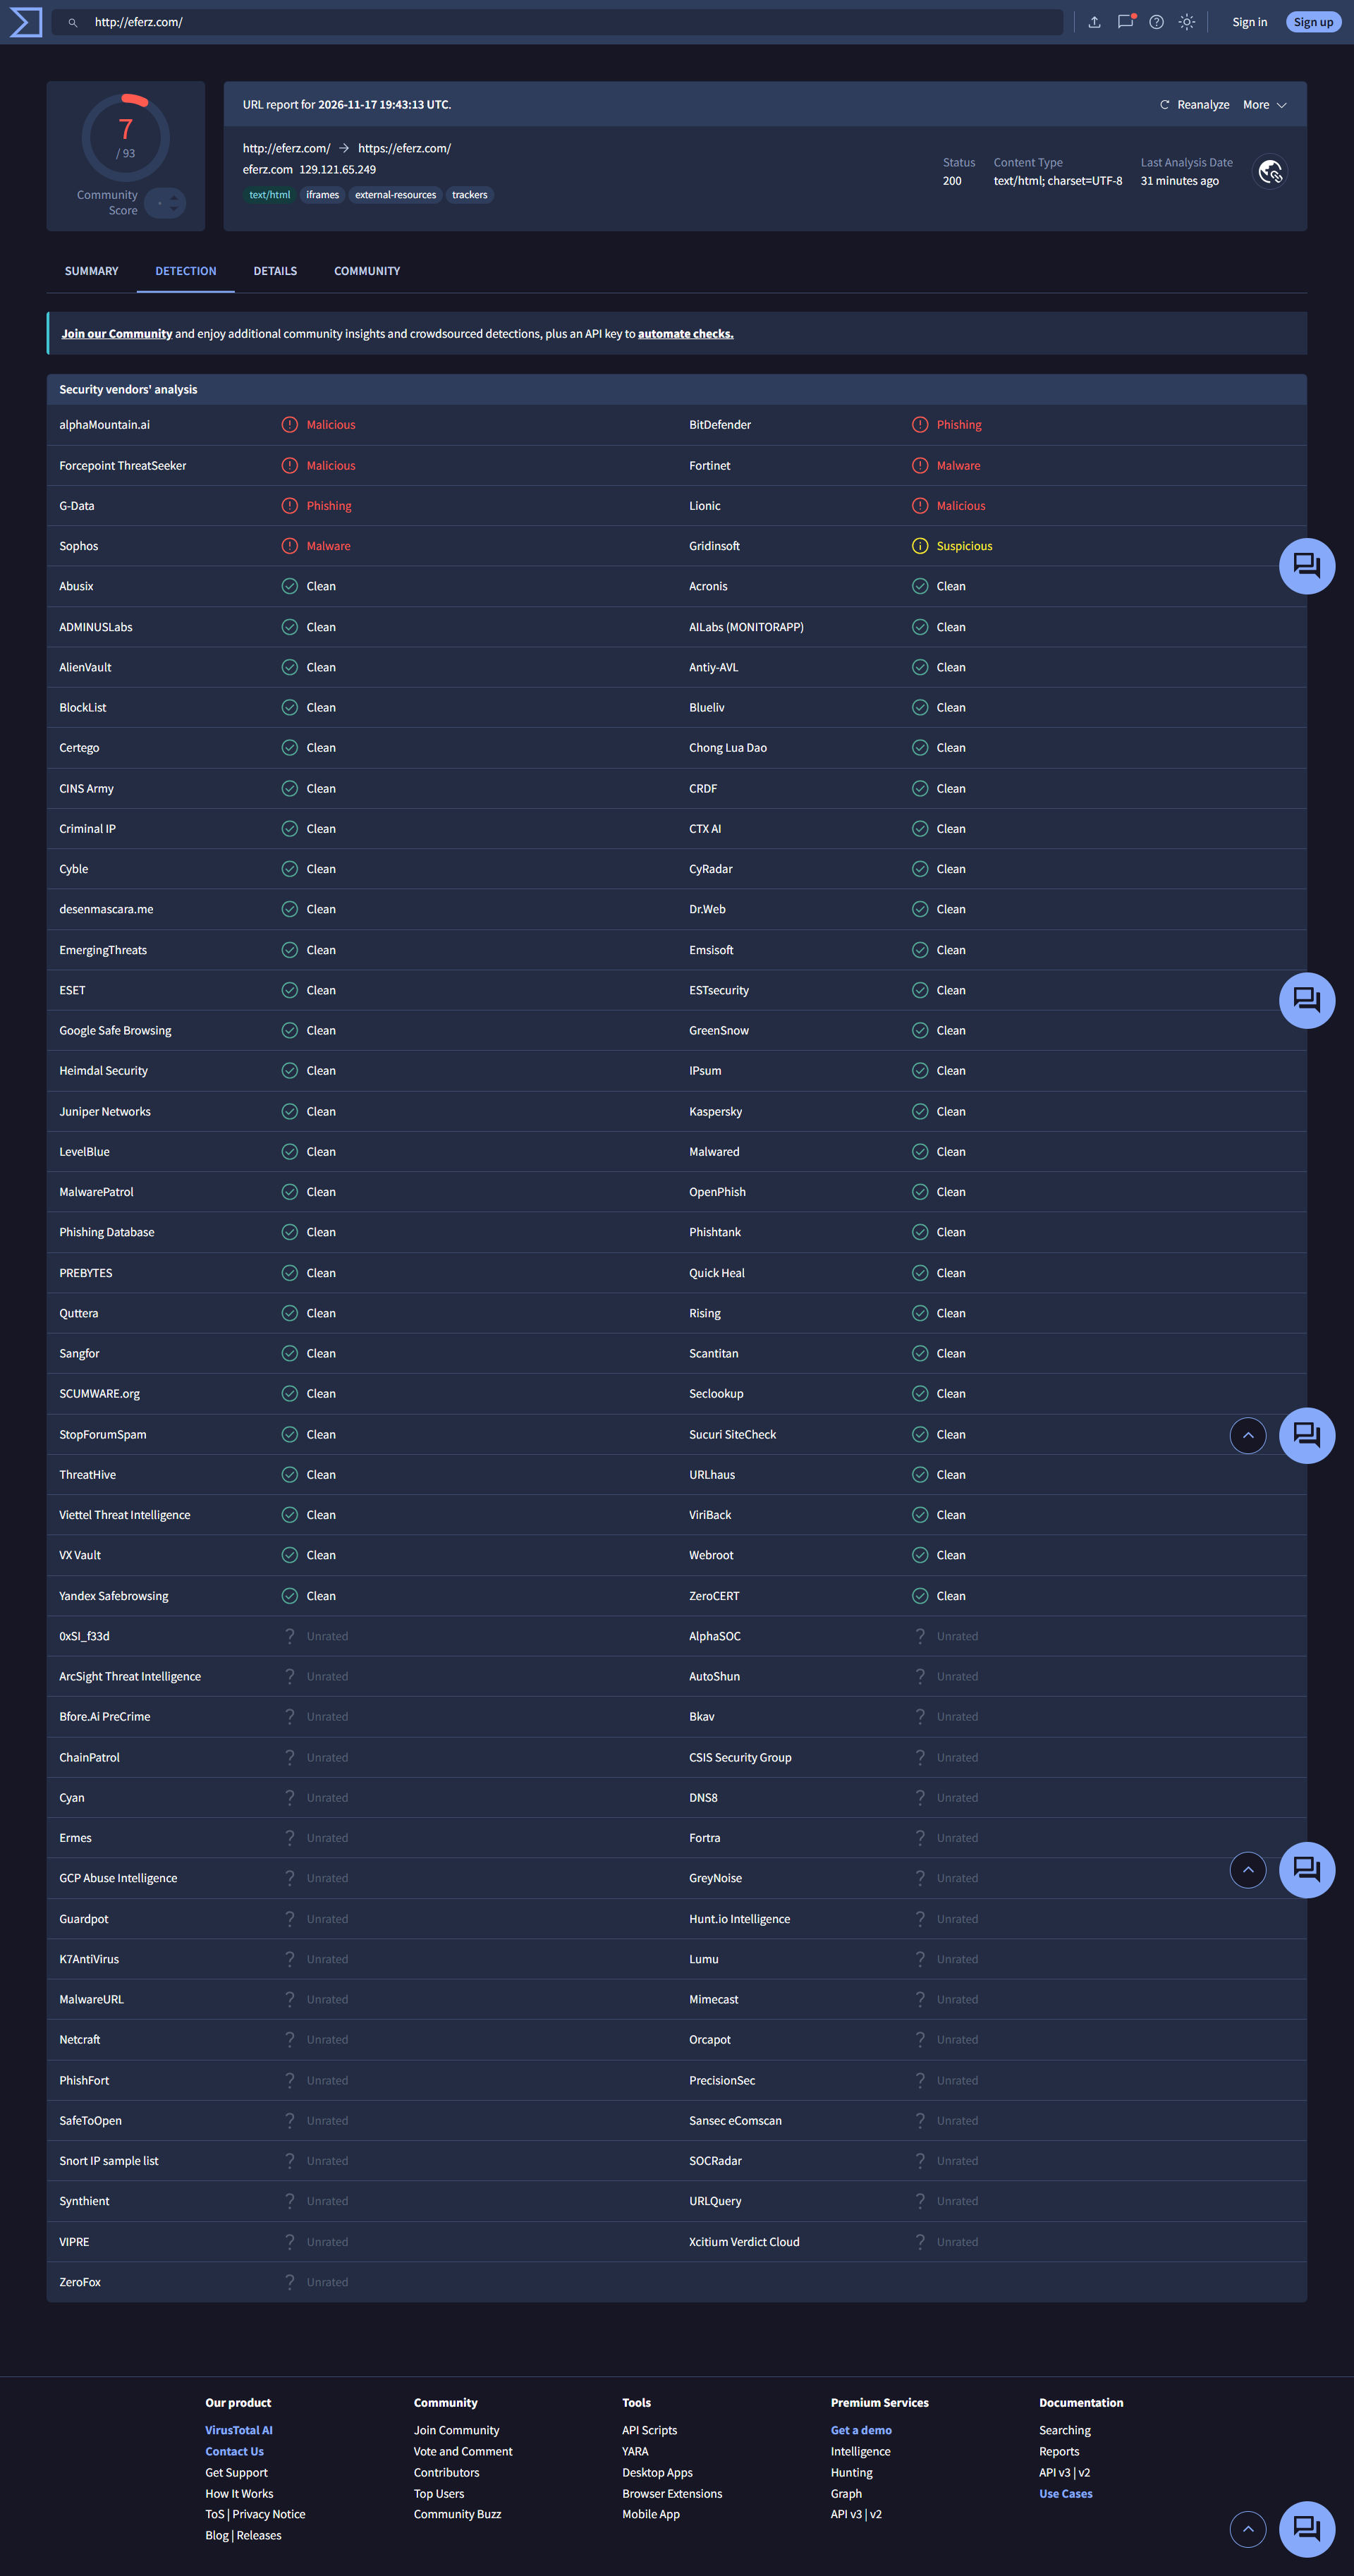 http://eferz.com/
Sign in
Sign up
7
/ 93
Community
Score
URL report for 2026-11-17 19:43:13 UTC.
Reanalyze
More
http://eferz.com/ → https://eferz.com/
eferz.com 129.121.65.249
text/html iframes external-resources trackers
Status
200
Content Type
text/html; charset=UTF-8
Last Analysis Date
31 minutes ago
SUMMARY DETECTION DETAILS COMMUNITY
Join our Community and enjoy additional community insights and crowdsourced detections, plus an API key to automate checks.
Security vendors' analysis
alphaMountain.ai Malicious BitDefender Phishing
Forcepoint ThreatSeeker Malicious Fortinet Malware
G-Data Phishing Lionic Malicious
Sophos Malware Gridinsoft Suspicious
Abusix Clean Acronis Clean
ADMINUSLabs Clean AILabs (MONITORAPP) Clean
AlienVault Clean Antiy-AVL Clean
BlockList Clean Blueliv Clean
Certego Clean Chong Lua Dao Clean
CINS Army Clean CRDF Clean
Criminal IP Clean CTX AI Clean
Cyble Clean CyRadar Clean
desenmascara.me Clean Dr.Web Clean
EmergingThreats Clean Emsisoft Clean
ESET Clean ESTsecurity Clean
Google Safe Browsing Clean GreenSnow Clean
Heimdal Security Clean IPsum Clean
Juniper Networks Clean Kaspersky Clean
LevelBlue Clean Malwared Clean
MalwarePatrol Clean OpenPhish Clean
Phishing Database Clean Phishtank Clean
PREBYTES Clean Quick Heal Clean
Quttera Clean Rising Clean
Sangfor Clean Scantitan Clean
SCUMWARE.org Clean Seclookup Clean
StopForumSpam Clean Sucuri SiteCheck Clean
ThreatHive Clean URLhaus Clean
Viettel Threat Intelligence Clean ViriBack Clean
VX Vault Clean Webroot Clean
Yandex Safebrowsing Clean ZeroCERT Clean
0xSI_f33d Unrated AlphaSOC Unrated
ArcSight Threat Intelligence Unrated AutoShun Unrated
Bfore.Ai PreCrime Unrated Bkav Unrated
ChainPatrol Unrated CSIS Security Group Unrated
Cyan Unrated DNS8 Unrated
Ermes Unrated Fortra Unrated
GCP Abuse Intelligence Unrated GreyNoise Unrated
Guardpot Unrated Hunt.io Intelligence Unrated
K7AntiVirus Unrated Lumu Unrated
MalwareURL Unrated Mimecast Unrated
Netcraft Unrated Orcapot Unrated
PhishFort Unrated PrecisionSec Unrated
SafeToOpen Unrated Sansec eComscan Unrated
Snort IP sample list Unrated SOCRadar Unrated
Synthient Unrated URLQuery Unrated
VIPRE Unrated Xcitium Verdict Cloud Unrated
ZeroFox Unrated
Our product
VirusTotal AI
Contact Us
Get Support
How It Works
ToS | Privacy Notice
Blog | Releases
Community
Join Community
Vote and Comment
Contributors
Top Users
Community Buzz
Tools
API Scripts
YARA
Desktop Apps
Browser Extensions
Mobile App
Premium Services
Get a demo
Intelligence
Hunting
Graph
API v3 | v2
Documentation
Searching
Reports
API v3 | v2
Use Cases